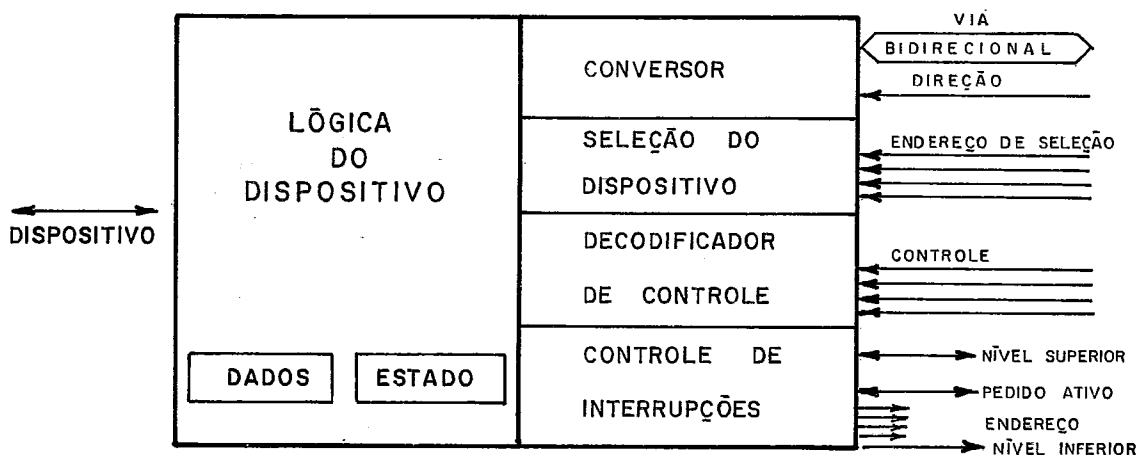 VIA
BIDIRECIONAL
DIREÇÃO
CONVERSOR
LÕGICA
DO
DISPOSITIVO
SELEÇÃO DO
DISPOSITIVO
ENDEREÇO DE SELEÇÃO
DISPOSITIVO
DECODIFICADOR
DE CONTROLE
CONTROLE
DADOS
ESTADO
CONTROLE DE
INTERRUPÇÕES
NÍVEL SUPERIOR
PEDIDO ATIVO
ENDEREÇO
NÍVEL INFERIOR